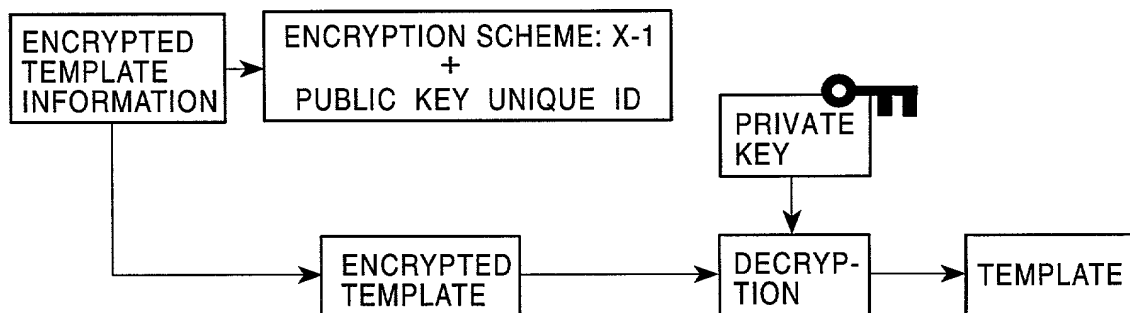 ENCRYPTED
TEMPLATE
INFORMATION
ENCRYPTION SCHEME: X-1
+
PUBLIC KEY UNIQUE ID
PRIVATE
KEY
ENCRYPTED
TEMPLATE
DECRYP-
TION
TEMPLATE